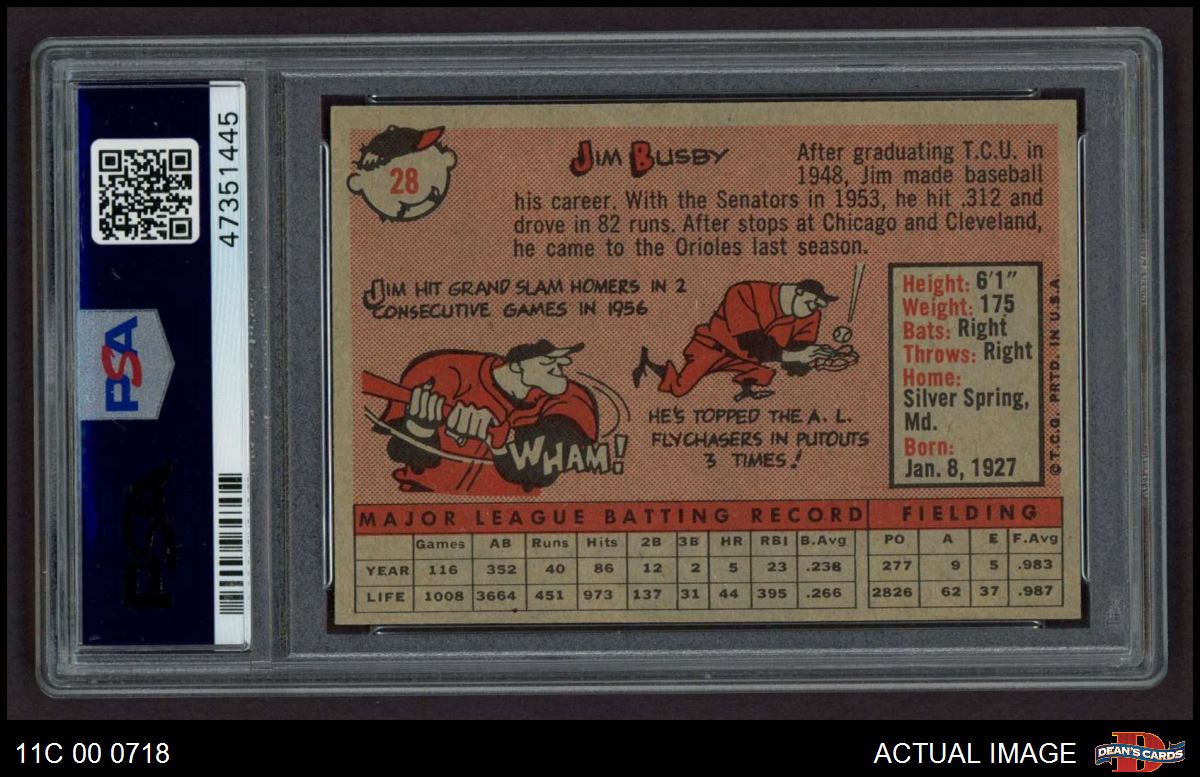 47351445
PSA
PSA
28
JIM BUSBY
After graduating T.C.U. in
1948, Jim made baseball
his career. With the Senators in 1953, he hit .312 and
drove in 82 runs. After stops at Chicago and Cleveland,
he came to the Orioles last season.
JIM HIT GRAND SLAM HOMERS IN 2
CONSECUTIVE GAMES IN 1956
WHAM!
HE'S TOPPED THE A. L.
FLYCHASERS IN PUTOUTS
3 TIMES!
Height: 6'1"
Weight: 175
Bats: Right
Throws: Right
Home:
Silver Spring,
Md.
Born:
Jan. 8, 1927
© T.C.G. PRTD. IN U.S.A.
MAJOR LEAGUE BATTING RECORD FIELDING
Games AB Runs Hits 2B 3B HR RBI B.Avg PO A E F.Avg
YEAR 116 352 40 86 12 2 5 23 .238 277 9 5 .983
LIFE 1008 3664 451 973 137 31 44 395 .266 2826 62 37 .987
11C 00 0718
ACTUAL IMAGE
DEAN'S CARDS